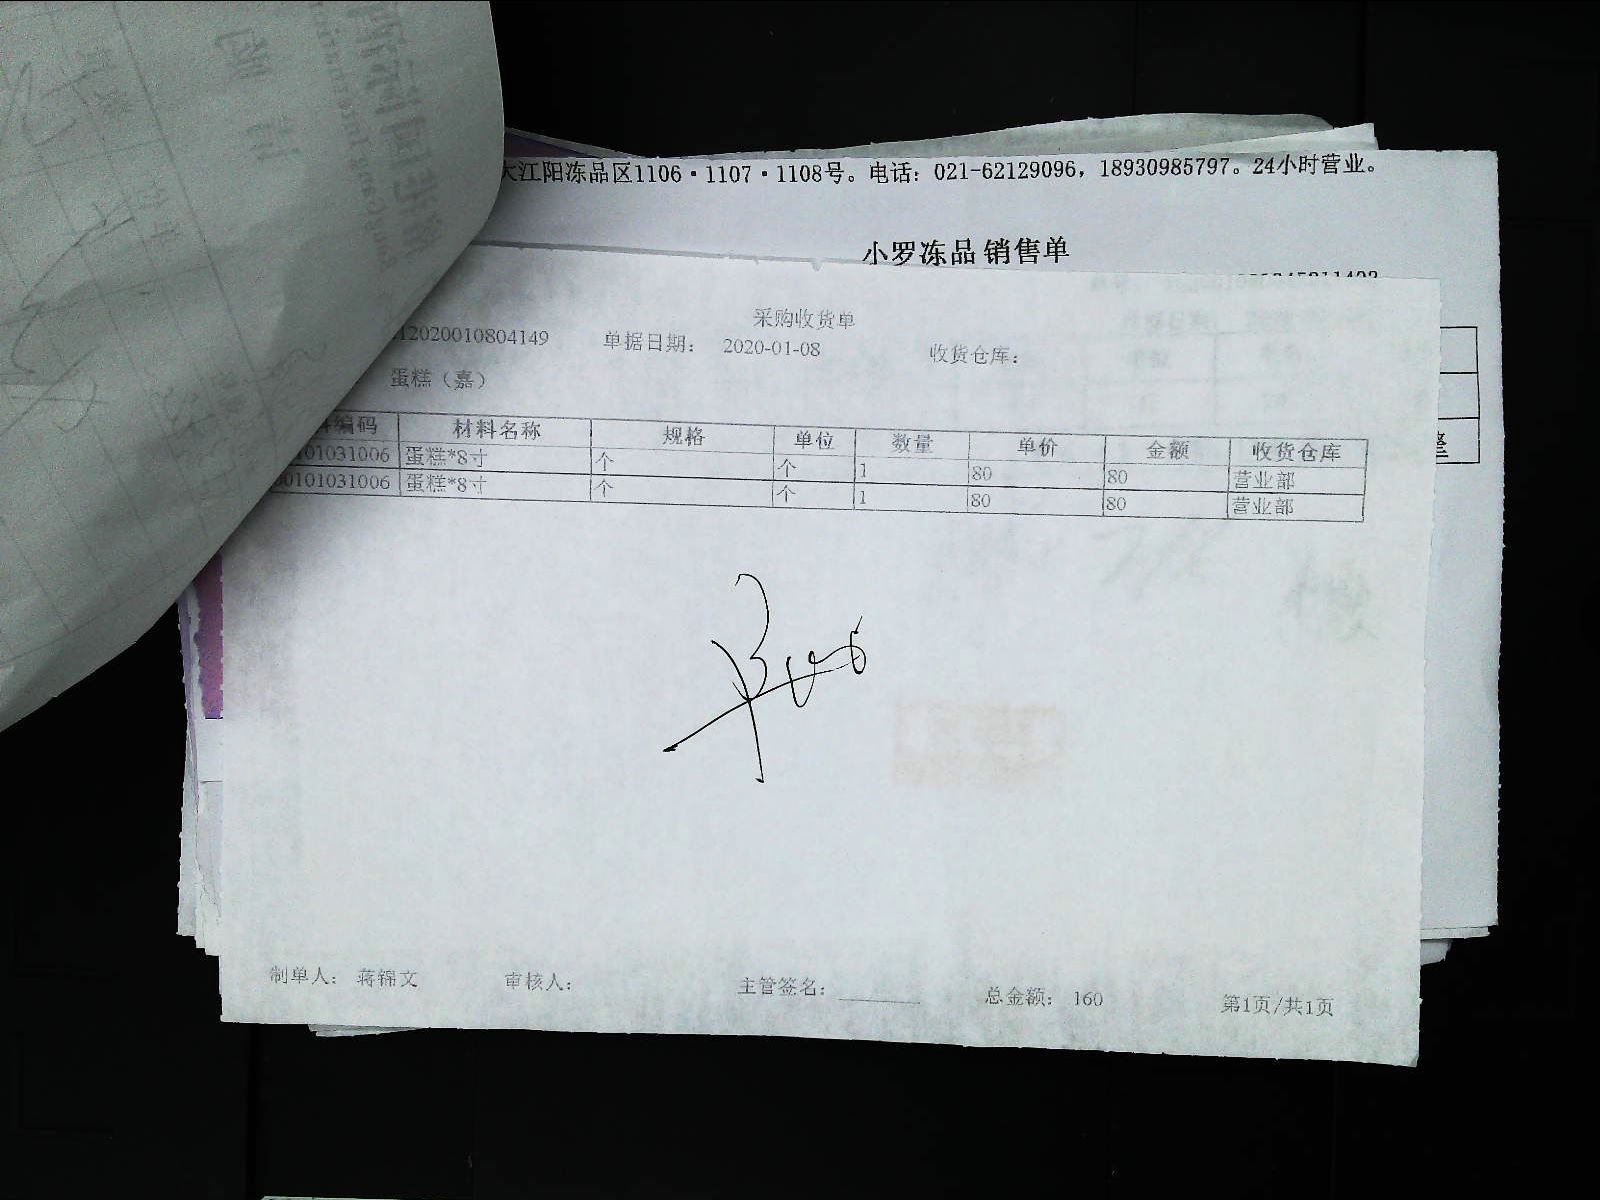 大江阳冻品区1106·1107·1108号。电话：021-62129096，18930985797。24小时营业。
小罗冻品 销售单
采购收货单
2020010804149 单据日期： 2020-01-08 收货仓库：
蛋糕（嘉）
编码 材料名称 规格 单位 数量 单价 金额 收货仓库
0101031006 蛋糕*8寸 个 个 1 80 80 营业部
00101031006 蛋糕*8寸 个 个 1 80 80 营业部
制单人： 蒋锦文 审核人： 主管签名： 总金额： 160 第1页/共1页